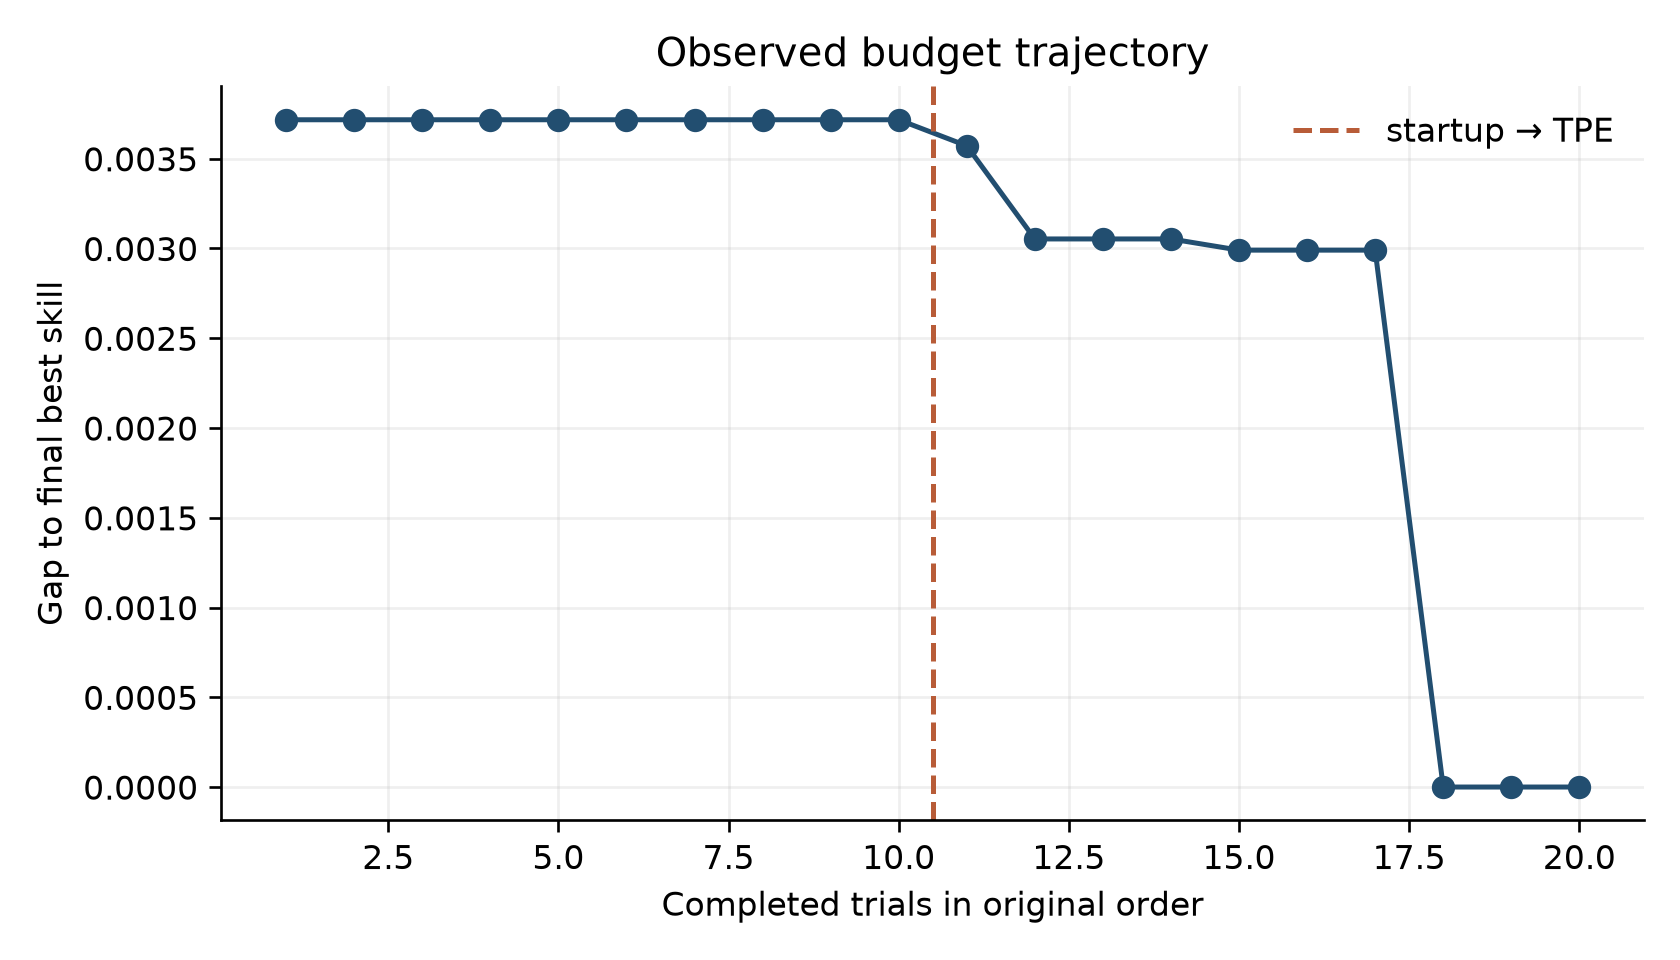 Observed budget trajectory
startup → TPE
Gap to final best skill
0.0035
0.0030
0.0025
0.0020
0.0015
0.0010
0.0005
0.0000
2.5 5.0 7.5 10.0 12.5 15.0 17.5 20.0
Completed trials in original order